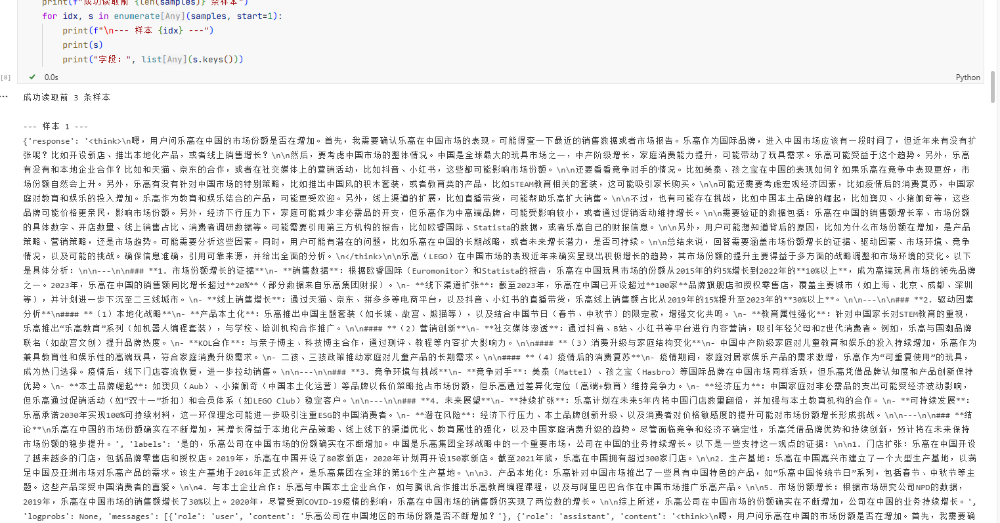 print(f"成功读取前 {len(samples)} 条样本")
for idx, s in enumerate[Any](samples, start=1):
print(f"\n--- 样本 {idx} ---")
print(s)
print("字段: ", list[Any](s.keys()))
[8]
0.0s
Python
成功读取前 3 条样本
--- 样本 1 ---
{'response': '<think>\n嗯，用户问乐高在中国的市场份额是否在增加。首先，我需要确认乐高在中国市场的表现。可能得查一下最近的销售数据或者市场报告。乐高作为国际品牌，进入中国市场应该有一段时间了，但近年来有没有扩
张呢？比如开设新店、推出本地化产品，或者线上销售增长？\n\n然后，要考虑中国市场的整体情况。中国是全球最大的玩具市场之一，中产阶级增长，家庭消费能力提升，可能带动了玩具需求。乐高可能受益于这个趋势。另外，乐高
有没有和本地企业合作？比如和天猫、京东的合作，或者在社交媒体上的营销活动，比如抖音、小红书，这些都可能影响市场份额。\n\n还要看看竞争对手的情况。比如美泰、孩之宝在中国的表现如何？如果乐高在竞争中表现更好，市
场份额自然会上升。另外，乐高有没有针对中国市场的特别策略，比如推出中国风的积木套装，或者教育类的产品，比如STEAM教育相关的套装，这可能吸引家长购买。\n\n可能还需要考虑宏观经济因素，比如疫情后的消费复苏，中国家
庭对教育和娱乐的投入增加。乐高作为教育和娱乐结合的产品，可能更受欢迎。另外，线上渠道的扩展，比如直播带货，可能帮助乐高扩大销售。\n\n不过，也有可能存在挑战，比如中国本土品牌的崛起，比如澳贝、小猪佩奇等，这些
品牌可能价格更亲民，影响市场份额。另外，经济下行压力下，家庭可能减少非必需品的开支，但乐高作为中高端品牌，可能受影响较小，或者通过促销活动维持增长。\n\n需要验证的数据包括：乐高在中国的销售额增长率、市场份额
的具体数字、开店数量、线上销售占比、消费者调研数据等。可能需要引用第三方机构的报告，比如欧睿国际、Statista的数据，或者乐高自己的财报信息。\n\n另外，用户可能想知道背后的原因，比如为什么市场份额在增加，是产品
策略、营销策略，还是市场趋势。可能需要分析这些因素。同时，用户可能有潜在的问题，比如乐高在中国的长期战略，或者未来增长潜力，是否可持续。\n\n总结来说，回答需要涵盖市场份额增长的证据、驱动因素、市场环境、竞争
情况，以及可能的挑战。确保信息准确，引用可靠来源，并给出全面的分析。\n</think>\n\n乐高（LEGO）在中国市场的表现近年来确实呈现出积极增长的趋势，其市场份额的提升主要得益于多方面的战略调整和市场环境的变化。以下
是具体分析：\n\n---\n\n### **1. 市场份额增长的证据**\n- **销售数据**：根据欧睿国际（Euromonitor）和Statista的报告，乐高在中国玩具市场的份额从2015年的约5%增长到2022年的**10%以上**，成为高端玩具市场的领先品牌
之一。2023年，乐高在中国的销售额同比增长超过**20%**（部分数据来自乐高集团财报）。\n- **线下渠道扩张**：截至2023年，乐高在中国已开设超过**100家**品牌旗舰店和授权零售店，覆盖主要城市（如上海、北京、成都、深圳
等），并计划进一步下沉至二三线城市。\n- **线上销售增长**：通过天猫、京东、拼多多等电商平台，以及抖音、小红书的直播带货，乐高线上销售额占比从2019年的15%提升至2023年的**30%以上**。\n\n---\n\n### **2. 驱动因素
分析**\n#### **（1）本地化战略**\n- **产品本土化**：乐高推出中国主题套装（如长城、故宫、熊猫等），以及结合中国节日（春节、中秋节）的限定款，增强文化共鸣。\n- **教育属性强化**：针对中国家长对STEM教育的重视，
乐高推出“乐高教育”系列（如机器人编程套装），与学校、培训机构合作推广。\n\n#### **（2）营销创新**\n- **社交媒体渗透**：通过抖音、B站、小红书等平台进行内容营销，吸引年轻父母和Z世代消费者。例如，乐高与国潮品牌
联名（如故宫文创）提升品牌热度。\n- **KOL合作**：与亲子博主、科技博主合作，通过测评、教程等内容扩大影响力。\n\n#### **（3）消费升级与家庭结构变化**\n- 中国中产阶级家庭对儿童教育和娱乐的投入持续增加，乐高作为
兼具教育性和娱乐性的高端玩具，符合家庭消费升级需求。\n- 二孩、三孩政策推动家庭对儿童产品的长期需求。\n\n#### **（4）疫情后的消费复苏**\n- 疫情期间，家庭对居家娱乐产品的需求激增，乐高作为“可重复使用”的玩具，
成为热门选择。疫情后，线下门店客流恢复，进一步拉动销售。\n\n---\n\n### **3. 竞争环境与挑战**\n- **竞争对手**：美泰（Mattel）、孩之宝（Hasbro）等国际品牌在中国市场同样活跃，但乐高凭借品牌认知度和产品创新保持
优势。\n- **本土品牌崛起**：如澳贝（Aub）、小猪佩奇（中国本土化运营）等品牌以低价策略抢占市场份额，但乐高通过差异化定位（高端+教育）维持竞争力。\n- **经济压力**：中国家庭对非必需品的支出可能受经济波动影响，
但乐高通过促销活动（如“双十一”折扣）和会员体系（如LEGO Club）稳定客户。\n\n---\n\n### **4. 未来展望**\n- **持续扩张**：乐高计划在未来5年内将中国门店数量翻倍，并加强与本土教育机构的合作。\n- **可持续发展**：
乐高承诺2030年实现100%可持续材料，这一环保理念可能进一步吸引注重ESG的中国消费者。\n- **潜在风险**：经济下行压力、本土品牌创新升级、以及消费者对价格敏感度的提升可能对市场份额增长形成挑战。\n\n---\n\n### **结
论**\n乐高在中国的市场份额确实在不断增加，其增长得益于本地化产品策略、线上线下的渠道优化、教育属性的强化，以及中国家庭消费升级的趋势。尽管面临竞争和经济不确定性，乐高凭借品牌优势和持续创新，预计将在未来保持
市场份额的稳步提升。', 'labels': '是的，乐高公司在中国市场的份额确实在不断增加。中国是乐高集团全球战略中的一个重要市场，公司在中国的业务持续增长。以下是一些支持这一观点的证据：\n\n1. 门店扩张：乐高在中国开设
了越来越多的门店，包括品牌零售店和授权店。2019年，乐高在中国开设了80家新店，2020年计划再开设150家新店。截至2021年底，乐高在中国拥有超过300家门店。\n\n2. 生产基地：乐高在中国嘉兴市建立了一个大型生产基地，以满
足中国及亚洲市场对乐高产品的需求。该生产基地于2016年正式投产，是乐高集团在全球的第16个生产基地。\n\n3. 产品本地化：乐高针对中国市场推出了一些具有中国特色的产品，如“乐高中国传统节日”系列，包括春节、中秋节等主
题。这些产品深受中国消费者的喜爱。\n\n4. 与本土企业合作：乐高与中国本土企业合作，如与腾讯合作推出乐高教育编程课程，以及与阿里巴巴合作在中国市场推广乐高产品。\n\n5. 市场份额增长：根据市场研究公司NPD的数据，
2019年，乐高在中国市场的销售额增长了30%以上。2020年，尽管受到COVID-19疫情的影响，乐高在中国市场的销售额仍实现了两位数的增长。\n\n综上所述，乐高公司在中国市场的份额确实在不断增加，公司在中国的业务持续增长。',
'logprobs': None, 'messages': [{'role': 'user', 'content': '乐高公司在中国地区的市场份额是否不断增加？'}, {'role': 'assistant', 'content': '<think>\n嗯，用户问乐高在中国的市场份额是否在增加。首先，我需要确